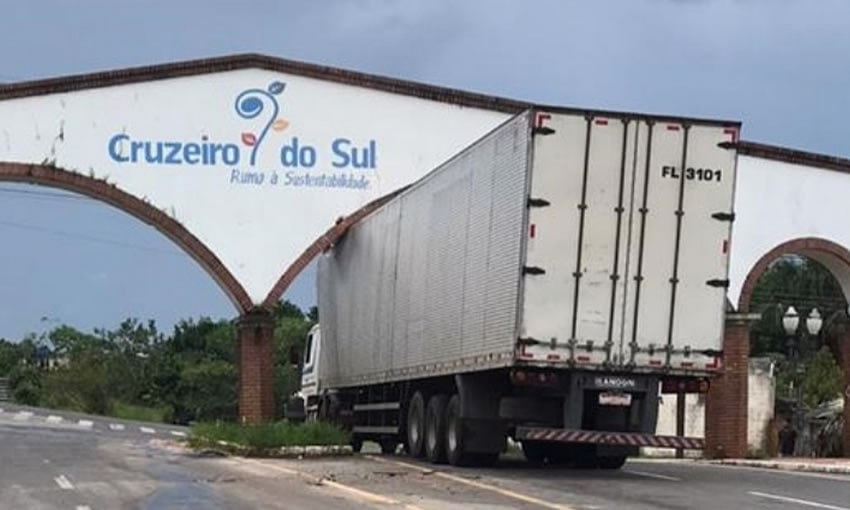 Cruzeiro do Sul
Rumo à Sustentabilidade
FL 3101
RANDON